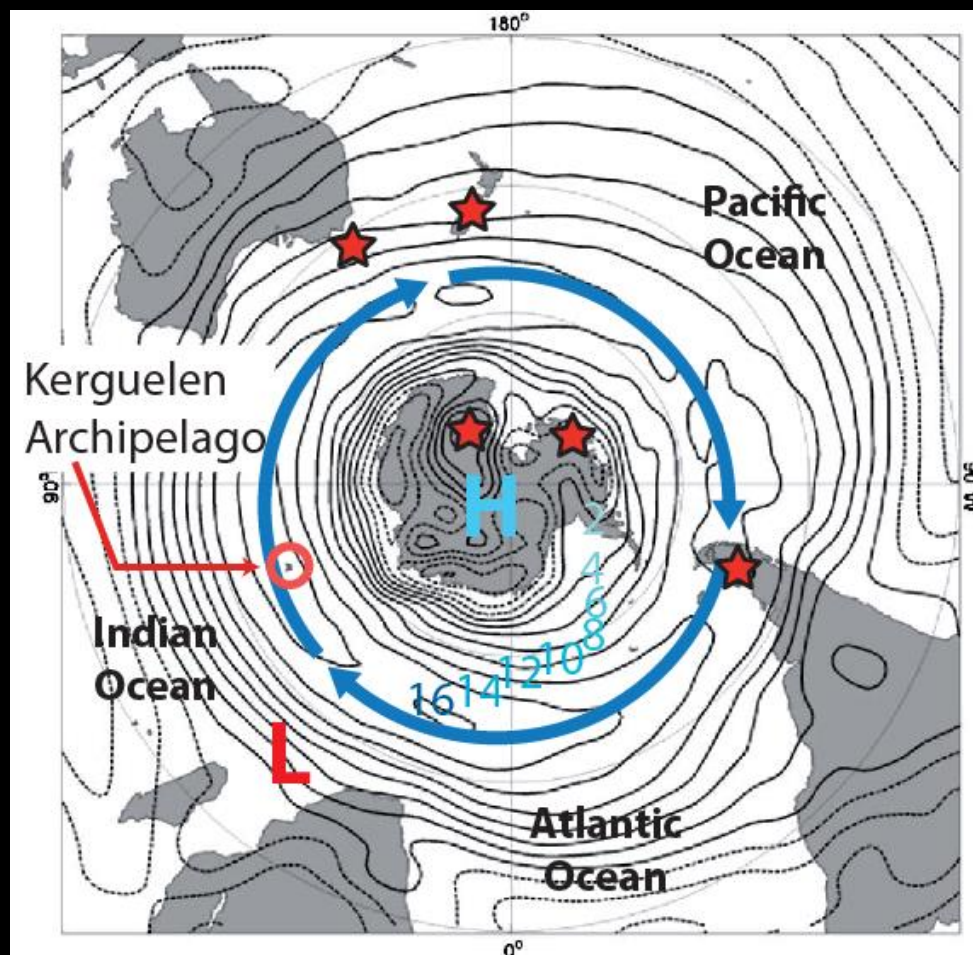 180°
Pacific
Ocean
Kerguelen
Archipelago
90°
H
2
4
6
8
10
12
14
16
Indian
Ocean
L
Atlantic
Ocean
0°